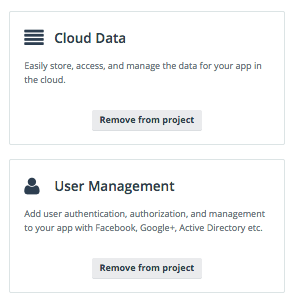 Cloud Data
Easily store, access, and manage the data for your app in
the cloud.
Remove from project
User Management
Add user authentication, authorization, and management
to your app with Facebook, Google+, Active Directory etc.
Remove from project